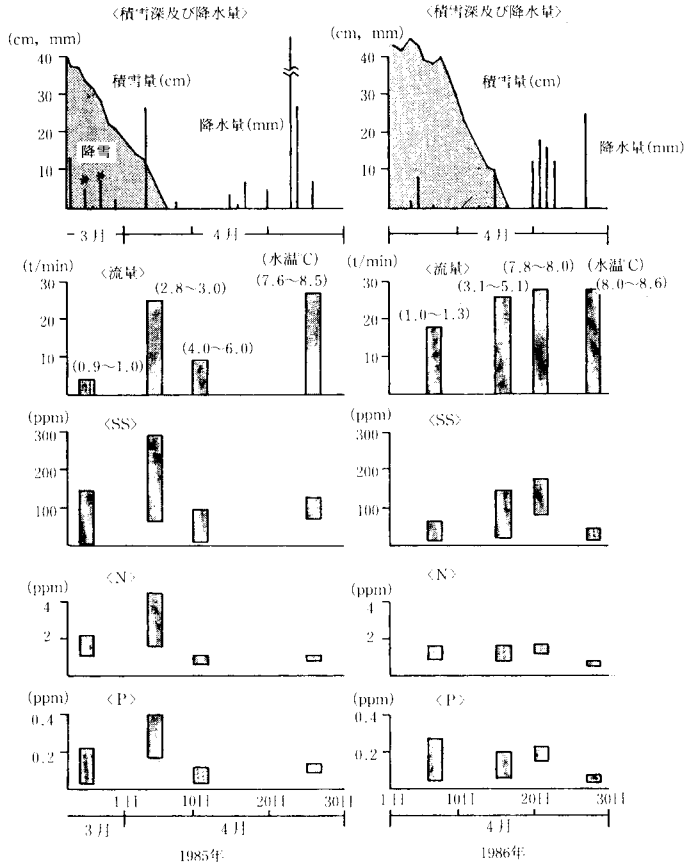 〈積雪深及び降水量〉
(cm, mm)
40
30
20
10
積雪量(cm)
降水量(mm)
降雪
3月
4月
〈積雪深及び降水量〉
(cm, mm)
40
30
20
10
積雪量(cm)
降水量(mm)
4月
(t/min)
30
20
10
〈流量〉
(水温℃)
(0.9〜1.0)
(2.8〜3.0)
(4.0〜6.0)
(7.6〜8.5)
(t/min)
30
20
10
〈流量〉
(水温℃)
(1.0〜1.3)
(3.1〜5.1)
(7.8〜8.0)
(8.0〜8.6)
(ppm)
300
200
100
〈SS〉
(ppm)
300
200
100
〈SS〉
(ppm)
4
2
〈N〉
(ppm)
4
2
〈N〉
(ppm)
0.4
0.2
〈P〉
1日
10日
20日
30日
3月
4月
1985年
(ppm)
0.4
0.2
〈P〉
1日
10日
20日
30日
4月
1986年